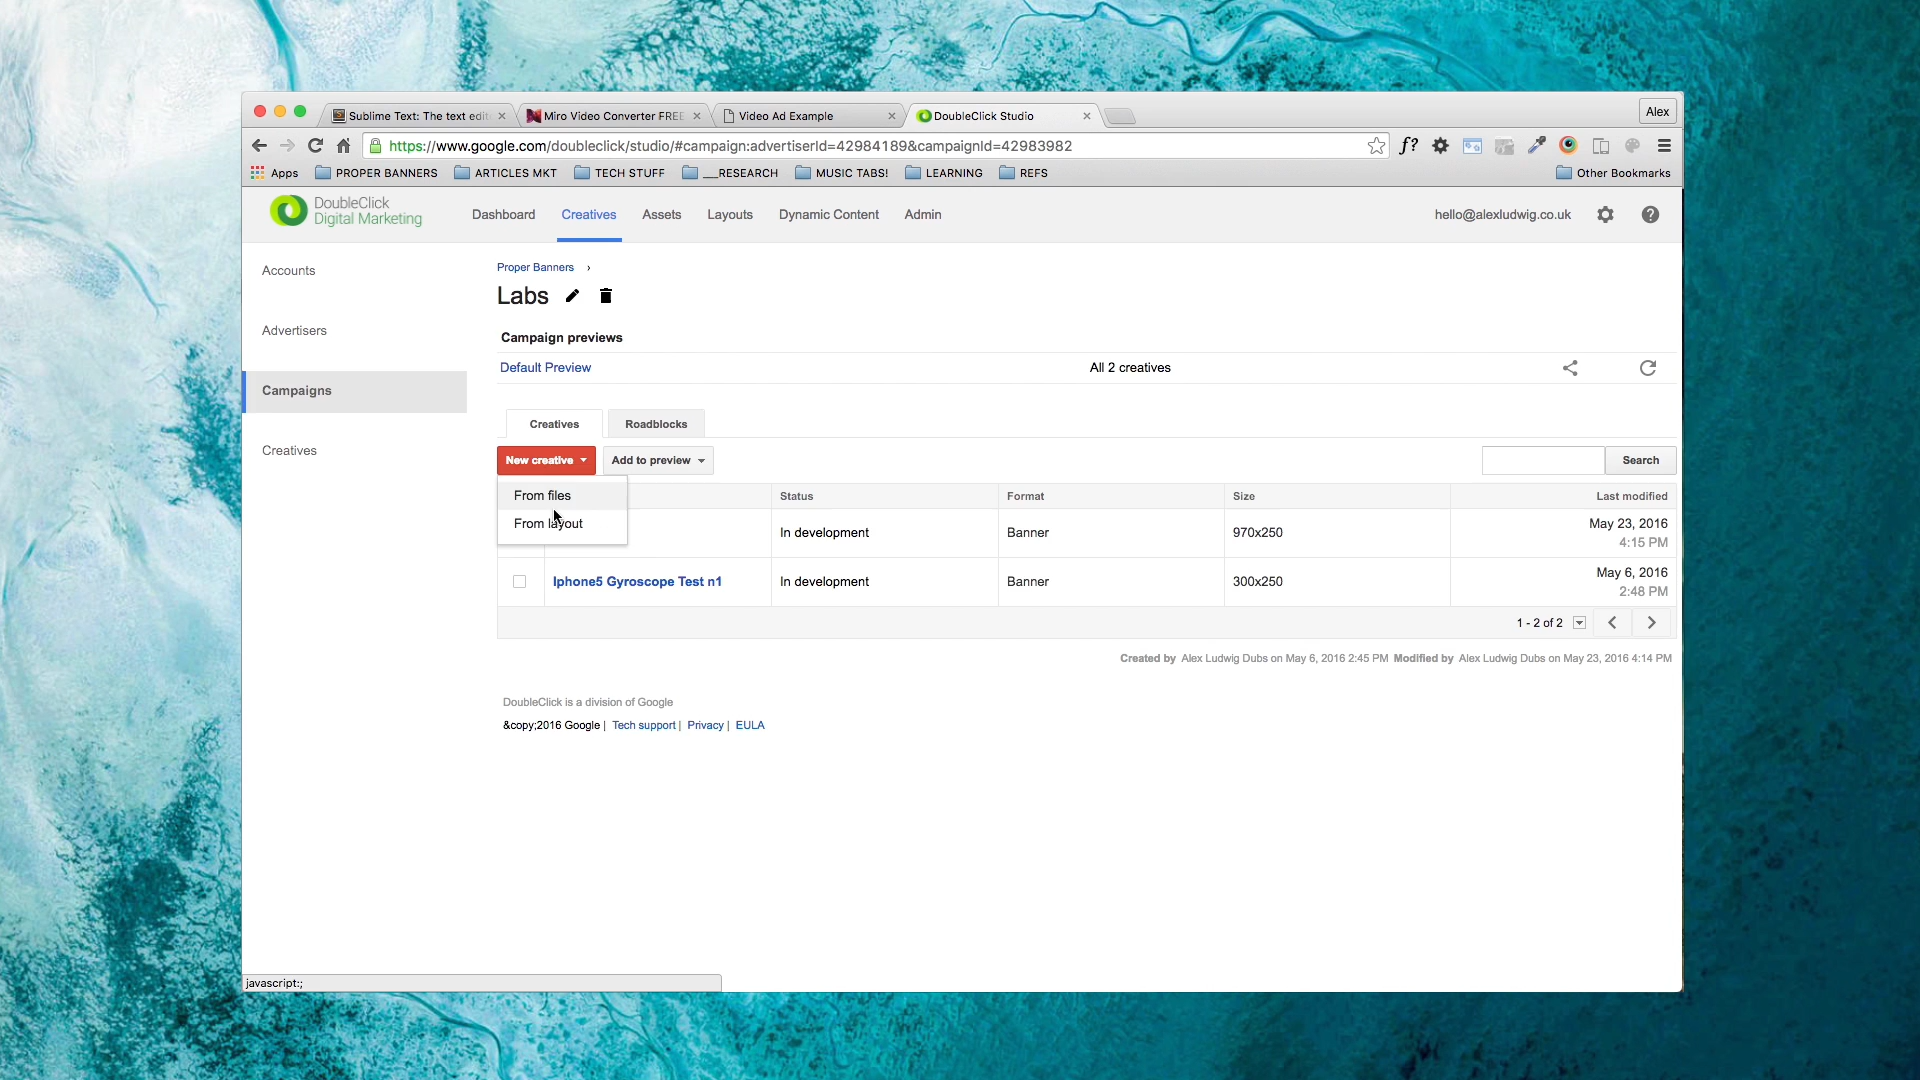 Sublime Text: The text edit
Miro Video Converter FREE
Video Ad Example
DoubleClick Studio
Alex
https://www.google.com/doubleclick/studio/#campaign:advertiserId=42984189&campaignId=42983982
f?
Apps
PROPER BANNERS
ARTICLES MKT
TECH STUFF
___RESEARCH
MUSIC TABS!
LEARNING
REFS
Other Bookmarks
DoubleClick
Digital Marketing
Dashboard
Creatives
Assets
Layouts
Dynamic Content
Admin
hello@alexludwig.co.uk
Accounts
Advertisers
Campaigns
Creatives
Proper Banners ›
Labs
Campaign previews
Default Preview
All 2 creatives
Creatives
Roadblocks
New creative
Add to preview
Search
From files
From layout
Status
Format
Size
Last modified
In development
Banner
970x250
May 23, 2016
4:15 PM
Iphone5 Gyroscope Test n1
In development
Banner
300x250
May 6, 2016
2:48 PM
1 - 2 of 2
Created by Alex Ludwig Dubs on May 6, 2016 2:45 PM Modified by Alex Ludwig Dubs on May 23, 2016 4:14 PM
DoubleClick is a division of Google
&copy;2016 Google | Tech support | Privacy | EULA
javascript:;